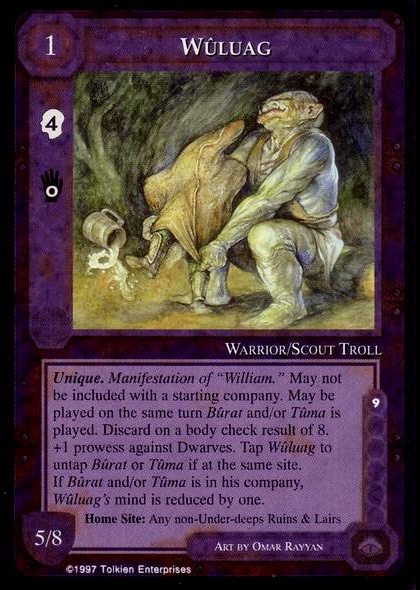 1
WÛLUAG
4
0
WARRIOR/SCOUT TROLL
Unique. Manifestation of “William.” May not
be included with a starting company. May be
played on the same turn Bûrat and/or Tûma is
played. Discard on a body check result of 8.
+1 prowess against Dwarves. Tap Wûluag to
untap Bûrat or Tûma if at the same site.
If Bûrat and/or Tûma is in his company,
Wûluag’s mind is reduced by one.
Home Site: Any non-Under-deeps Ruins & Lairs
9
5/8
ART BY OMAR RAYYAN
©1997 Tolkien Enterprises